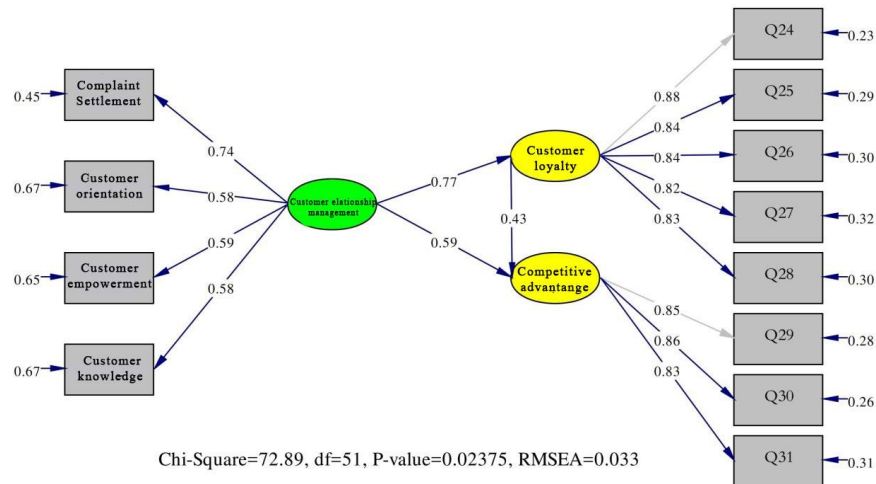 Complaint
Settlement
Customer
orientation
Customer
empowerment
Customer
knowledge
0.45
0.67
0.65
0.67
0.74
0.58
0.59
0.58
Customer elationship
management
0.77
0.59
Customer
loyalty
0.43
Competitive
advantange
0.88
0.84
0.84
0.82
0.83
0.85
0.86
0.83
Q24
0.23
Q25
0.29
Q26
0.30
Q27
0.32
Q28
0.30
Q29
0.28
Q30
0.26
Q31
0.31
Chi-Square=72.89, df=51, P-value=0.02375, RMSEA=0.033